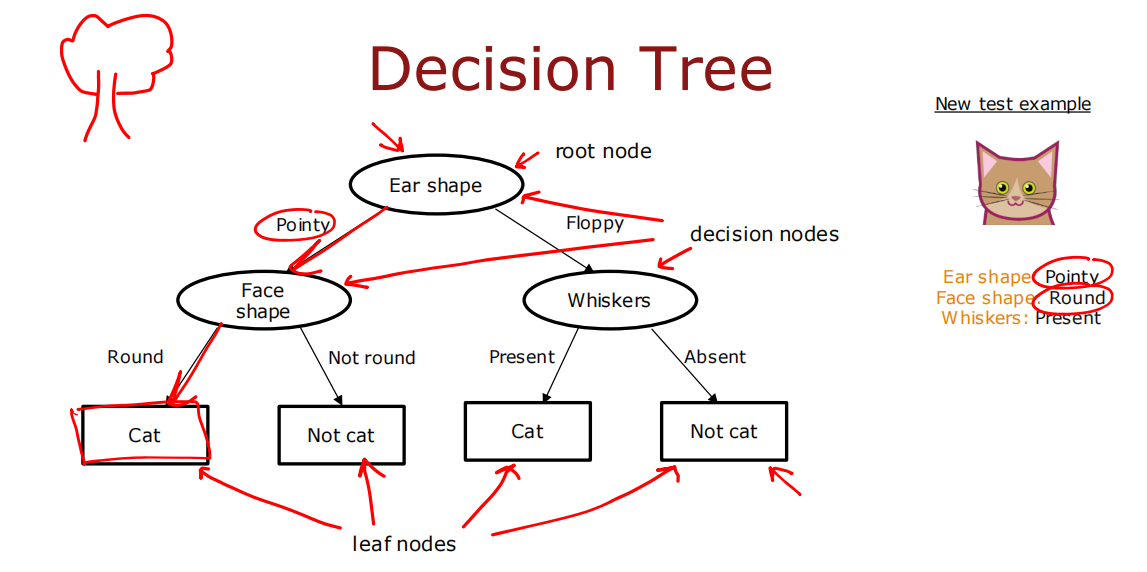 Decision Tree
New test example
root node
Ear shape
Pointy
Floppy
decision nodes
Face
shape
Whiskers
Ear shape: Pointy
Face shape: Round
Whiskers: Present
Round
Not round
Present
Absent
Cat
Not cat
Cat
Not cat
leaf nodes